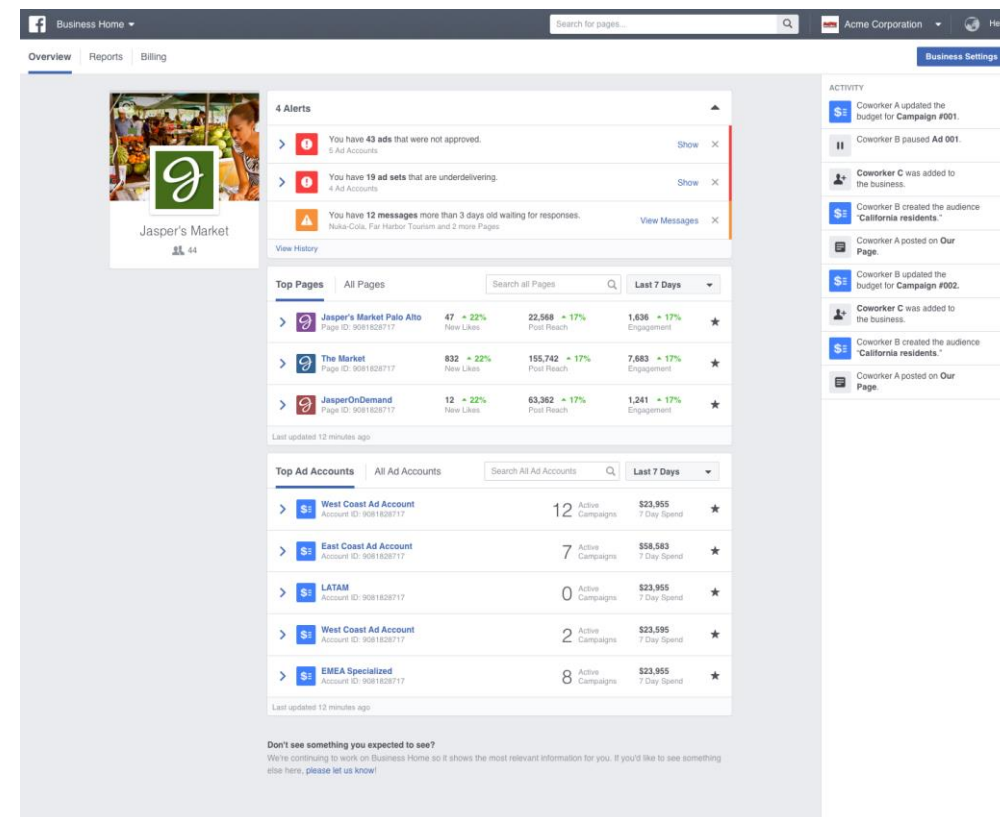 Business Home
Search for pages...
Acme Corporation
He
Overview
Reports
Billing
Business Settings
Jasper's Market
44
4 Alerts
You have 43 ads that were not approved.
5 Ad Accounts
Show
You have 19 ad sets that are underdelivering.
4 Ad Accounts
Show
You have 12 messages more than 3 days old waiting for responses.
Nuka-Cola, Far Harbor Tourism and 2 more Pages
View Messages
View History
Top Pages
All Pages
Search all Pages
Last 7 Days
Jasper's Market Palo Alto
Page ID: 9081828717
47 22%
New Likes
22,568 17%
Post Reach
1,636 17%
Engagement
The Market
Page ID: 9081828717
832 22%
New Likes
155,742 17%
Post Reach
7,683 17%
Engagement
JasperOnDemand
Page ID: 9081828717
12 22%
New Likes
63,362 17%
Post Reach
1,241 17%
Engagement
Last updated 12 minutes ago
Top Ad Accounts
All Ad Accounts
Search All Ad Accounts
Last 7 Days
West Coast Ad Account
Account ID: 9081828717
12 Active
Campaigns
$23,955
7 Day Spend
East Coast Ad Account
Account ID: 9081828717
7 Active
Campaigns
$58,583
7 Day Spend
LATAM
Account ID: 9081828717
0 Active
Campaigns
$23,955
7 Day Spend
West Coast Ad Account
Account ID: 9081828717
2 Active
Campaigns
$23,595
7 Day Spend
EMEA Specialized
Account ID: 9081828717
8 Active
Campaigns
$23,955
7 Day Spend
Last updated 12 minutes ago
Don't see something you expected to see?
We're continuing to work on Business Home so it shows the most relevant information for you. If you'd like to see something
else here, please let us know!
ACTIVITY
Coworker A updated the
budget for Campaign #001.
Coworker B paused Ad 001.
Coworker C was added to
the business.
Coworker B created the audience
"California residents."
Coworker A posted on Our
Page.
Coworker B updated the
budget for Campaign #002.
Coworker C was added to
the business.
Coworker B created the audience
"California residents."
Coworker A posted on Our
Page.